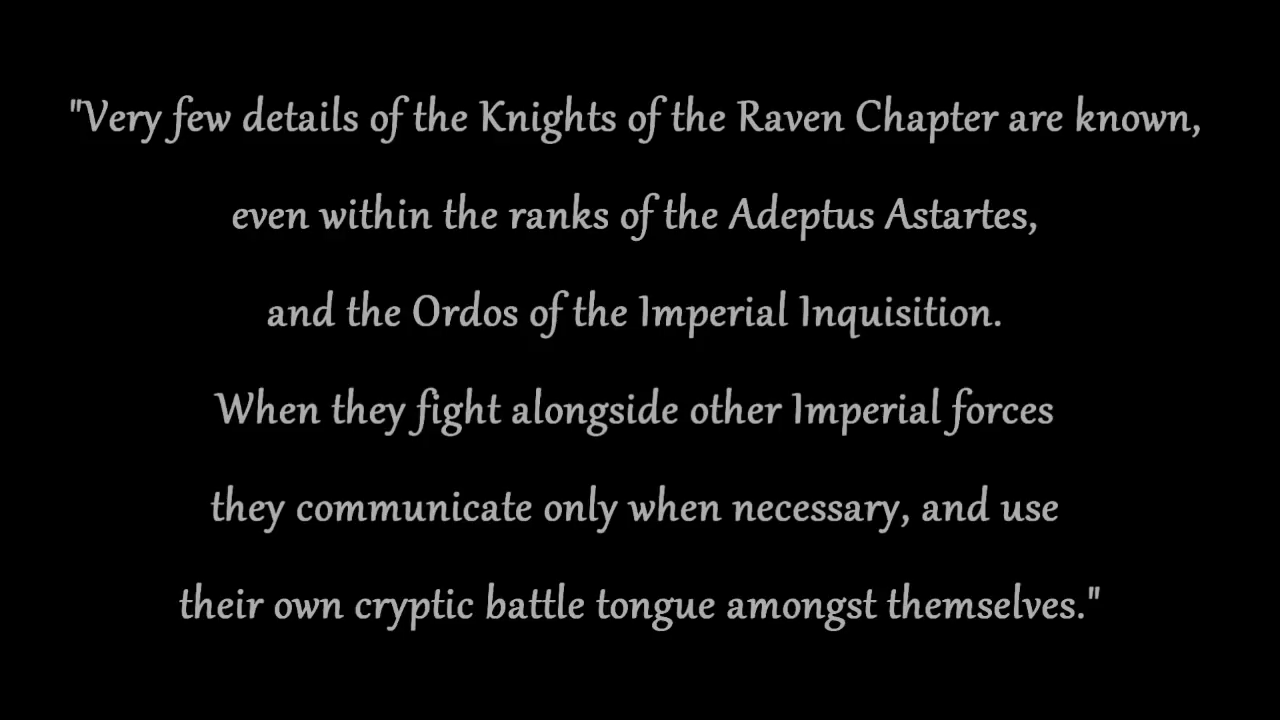 "Very few details of the Knights of the Raven Chapter are known,
even within the ranks of the Adeptus Astartes,
and the Ordos of the Imperial Inquisition.
When they fight alongside other Imperial forces
they communicate only when necessary, and use
their own cryptic battle tongue amongst themselves."